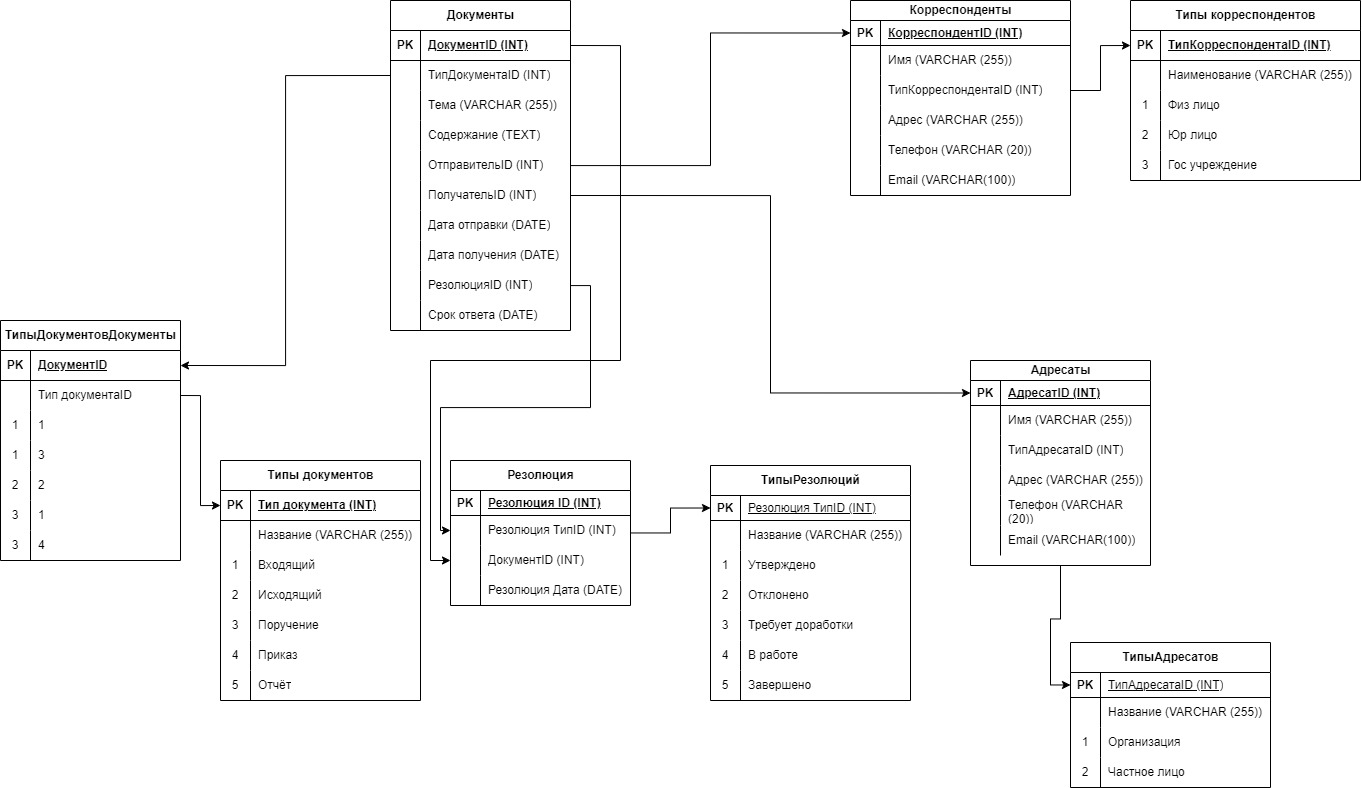 Документы
PK ДокументID (INT)
ТипДокументаID (INT)
Тема (VARCHAR (255))
Содержание (TEXT)
ОтправительID (INT)
ПолучательID (INT)
Дата отправки (DATE)
Дата получения (DATE)
РезолюцияID (INT)
Срок ответа (DATE)
Корреспонденты
PK КорреспондентID (INT)
Имя (VARCHAR (255))
ТипКорреспондентаID (INT)
Адрес (VARCHAR (255))
Телефон (VARCHAR (20))
Email (VARCHAR(100))
Типы корреспондентов
PK ТипКорреспондентаID (INT)
Наименование (VARCHAR (255))
1 Физ лицо
2 Юр лицо
3 Гос учреждение
ТипыДокументовДокументы
PK ДокументID
Тип документаID
1 1
1 3
2 2
3 1
3 4
Типы документов
PK Тип документа (INT)
Название (VARCHAR (255))
1 Входящий
2 Исходящий
3 Поручение
4 Приказ
5 Отчёт
Резолюция
PK Резолюция ID (INT)
Резолюция ТипID (INT)
ДокументID (INT)
Резолюция Дата (DATE)
ТипыРезолюций
PK Резолюция ТипID (INT)
Название (VARCHAR (255))
1 Утверждено
2 Отклонено
3 Требует доработки
4 В работе
5 Завершено
Адресаты
PK АдресатID (INT)
Имя (VARCHAR (255))
ТипАдресатаID (INT)
Адрес (VARCHAR (255))
Телефон (VARCHAR
(20))
Email (VARCHAR(100))
ТипыАдресатов
PK ТипАдресатаID (INT)
Название (VARCHAR (255))
1 Организация
2 Частное лицо